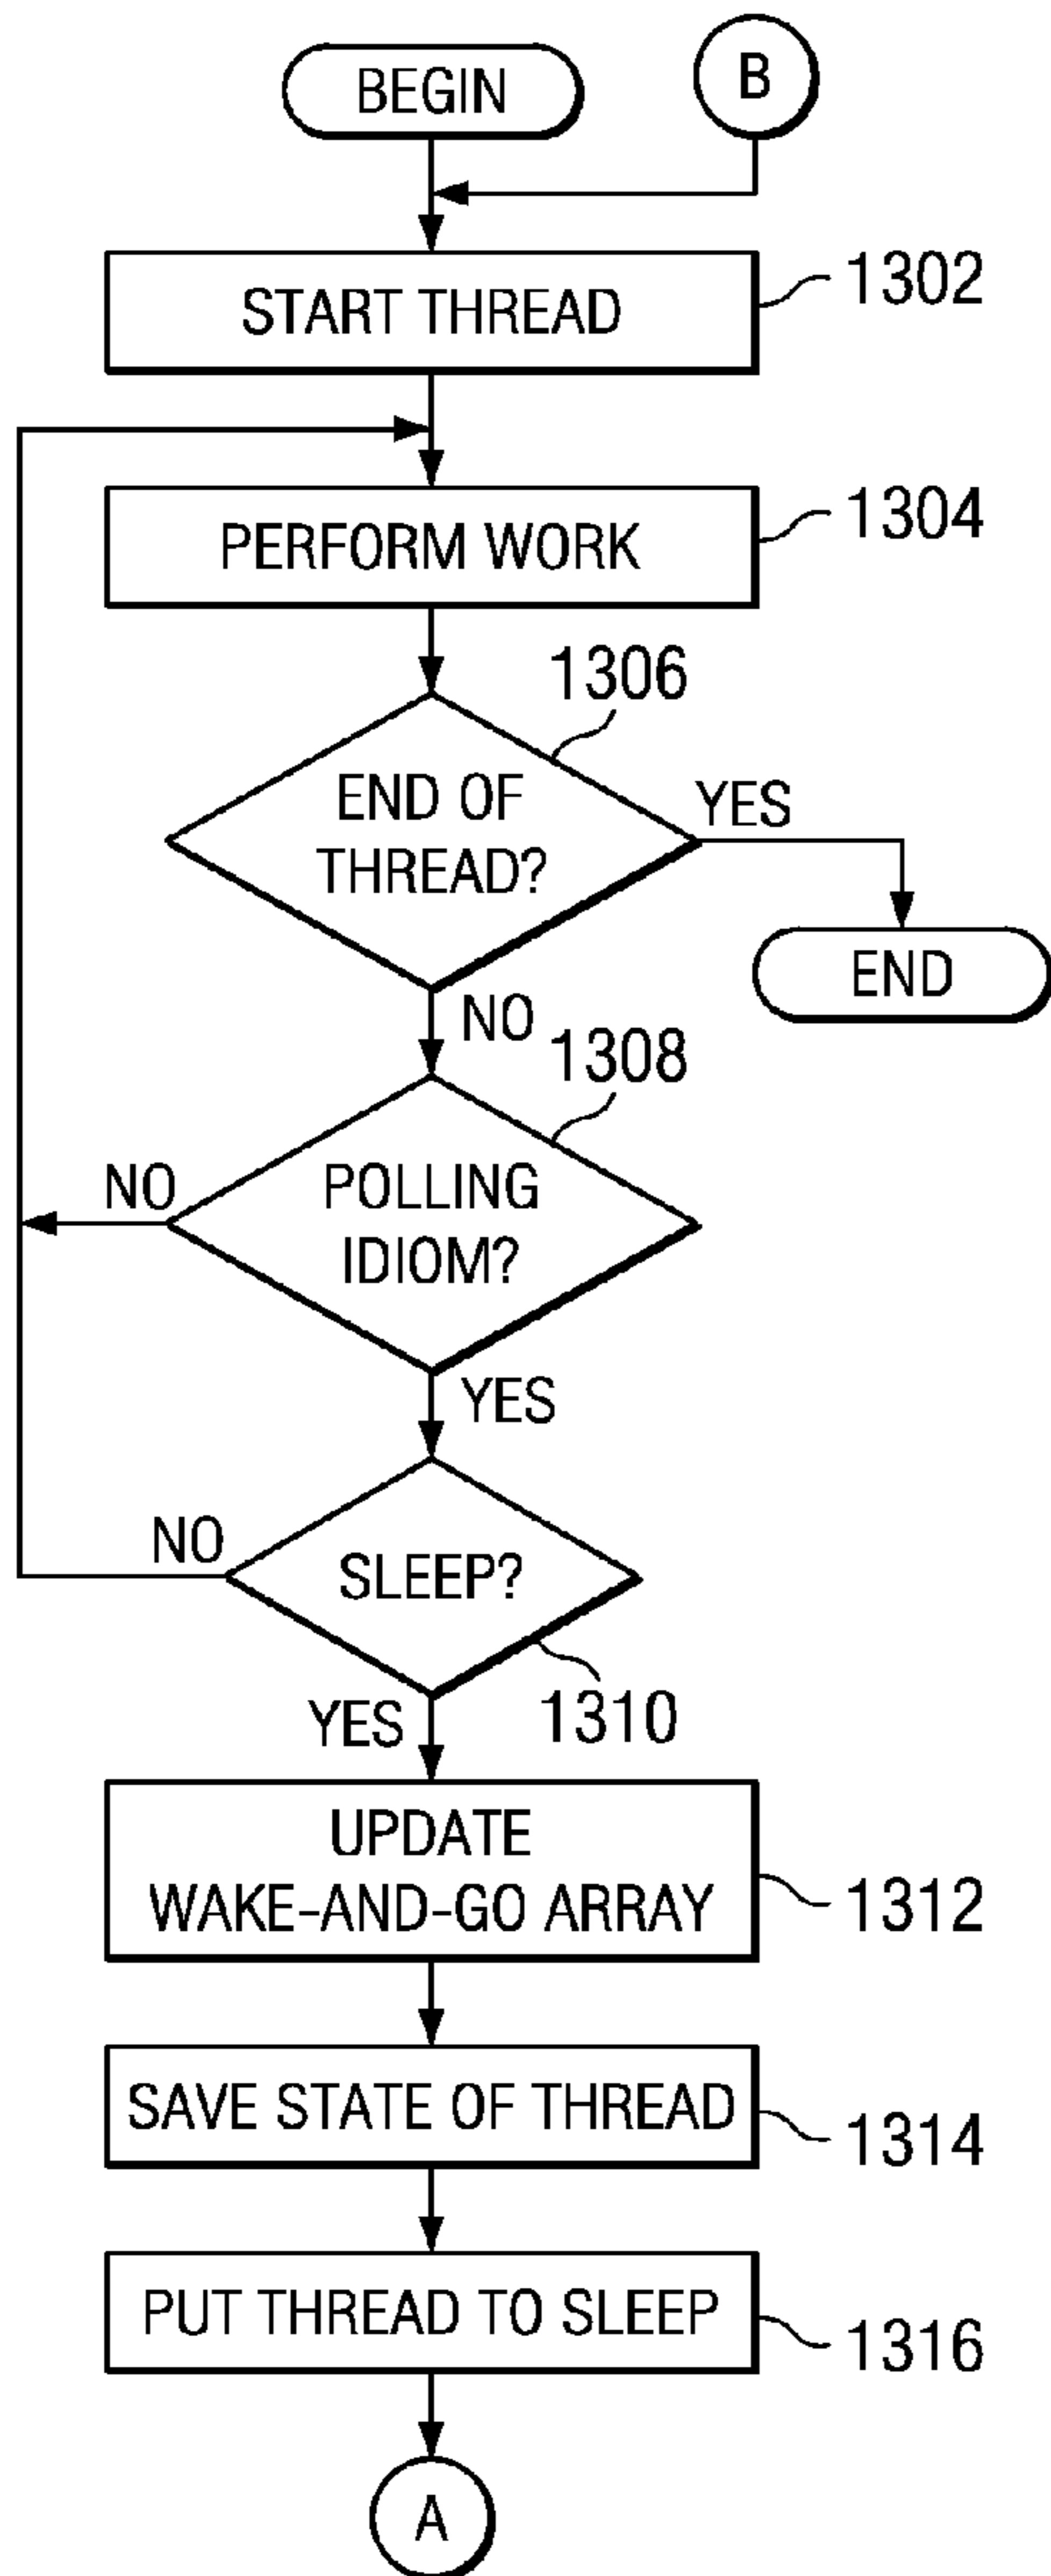 BEGIN
B
START THREAD
1302
PERFORM WORK
1304
1306
END OF
THREAD?
YES
END
NO
1308
POLLING
IDIOM?
NO
YES
SLEEP?
NO
1310
YES
UPDATE
WAKE-AND-GO ARRAY
1312
SAVE STATE OF THREAD
1314
PUT THREAD TO SLEEP
1316
A